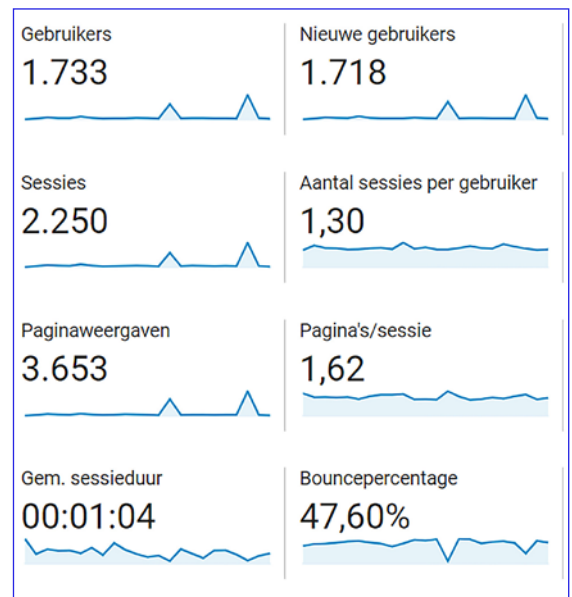 Gebruikers
1.733
Nieuwe gebruikers
1.718
Sessies
2.250
Aantal sessies per gebruiker
1,30
Paginaweergaven
3.653
Pagina's/sessie
1,62
Gem. sessieduur
00:01:04
Bouncepercentage
47,60%